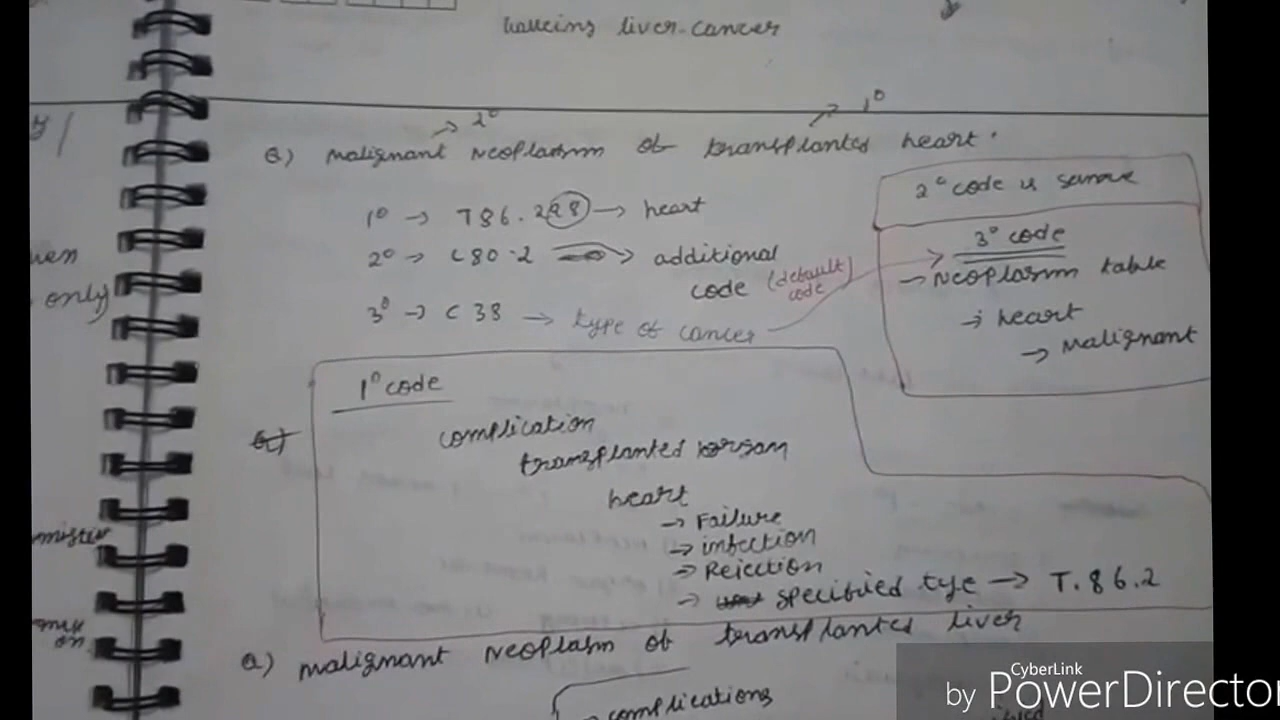 liver cancer
→ 2° → 1°
Q) malignant Neoplasm of transplanted heart.
1° → T86.298 → heart
2° → C80.2 → additional
code (default
code)
3° → C38 → type of cancer
2° code is same
3° code
→ Neoplasm table
→ heart
→ Malignant
1° code
complication
transplanted organ
heart
→ Failure
→ infection
→ Rejection
→ specified tye → T.86.2
Q) malignant neoplasm of transplanted liver
complications
only
CyberLink
by PowerDirector